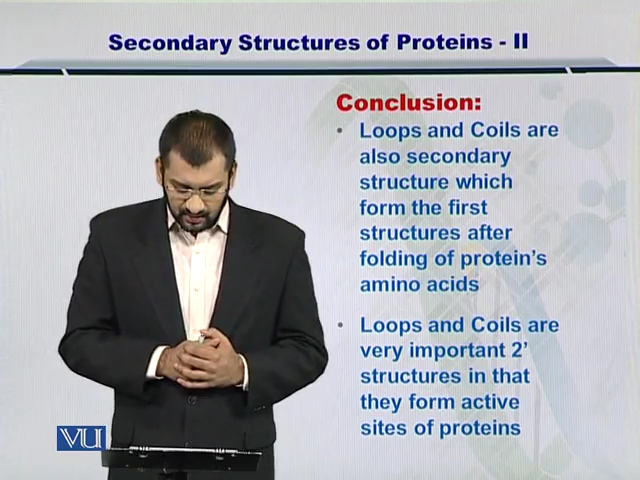 Secondary Structures of Proteins - II
Conclusion:
• Loops and Coils are
also secondary
structure which
form the first
structures after
folding of protein's
amino acids
• Loops and Coils are
very important 2'
structures in that
they form active
sites of proteins
VU